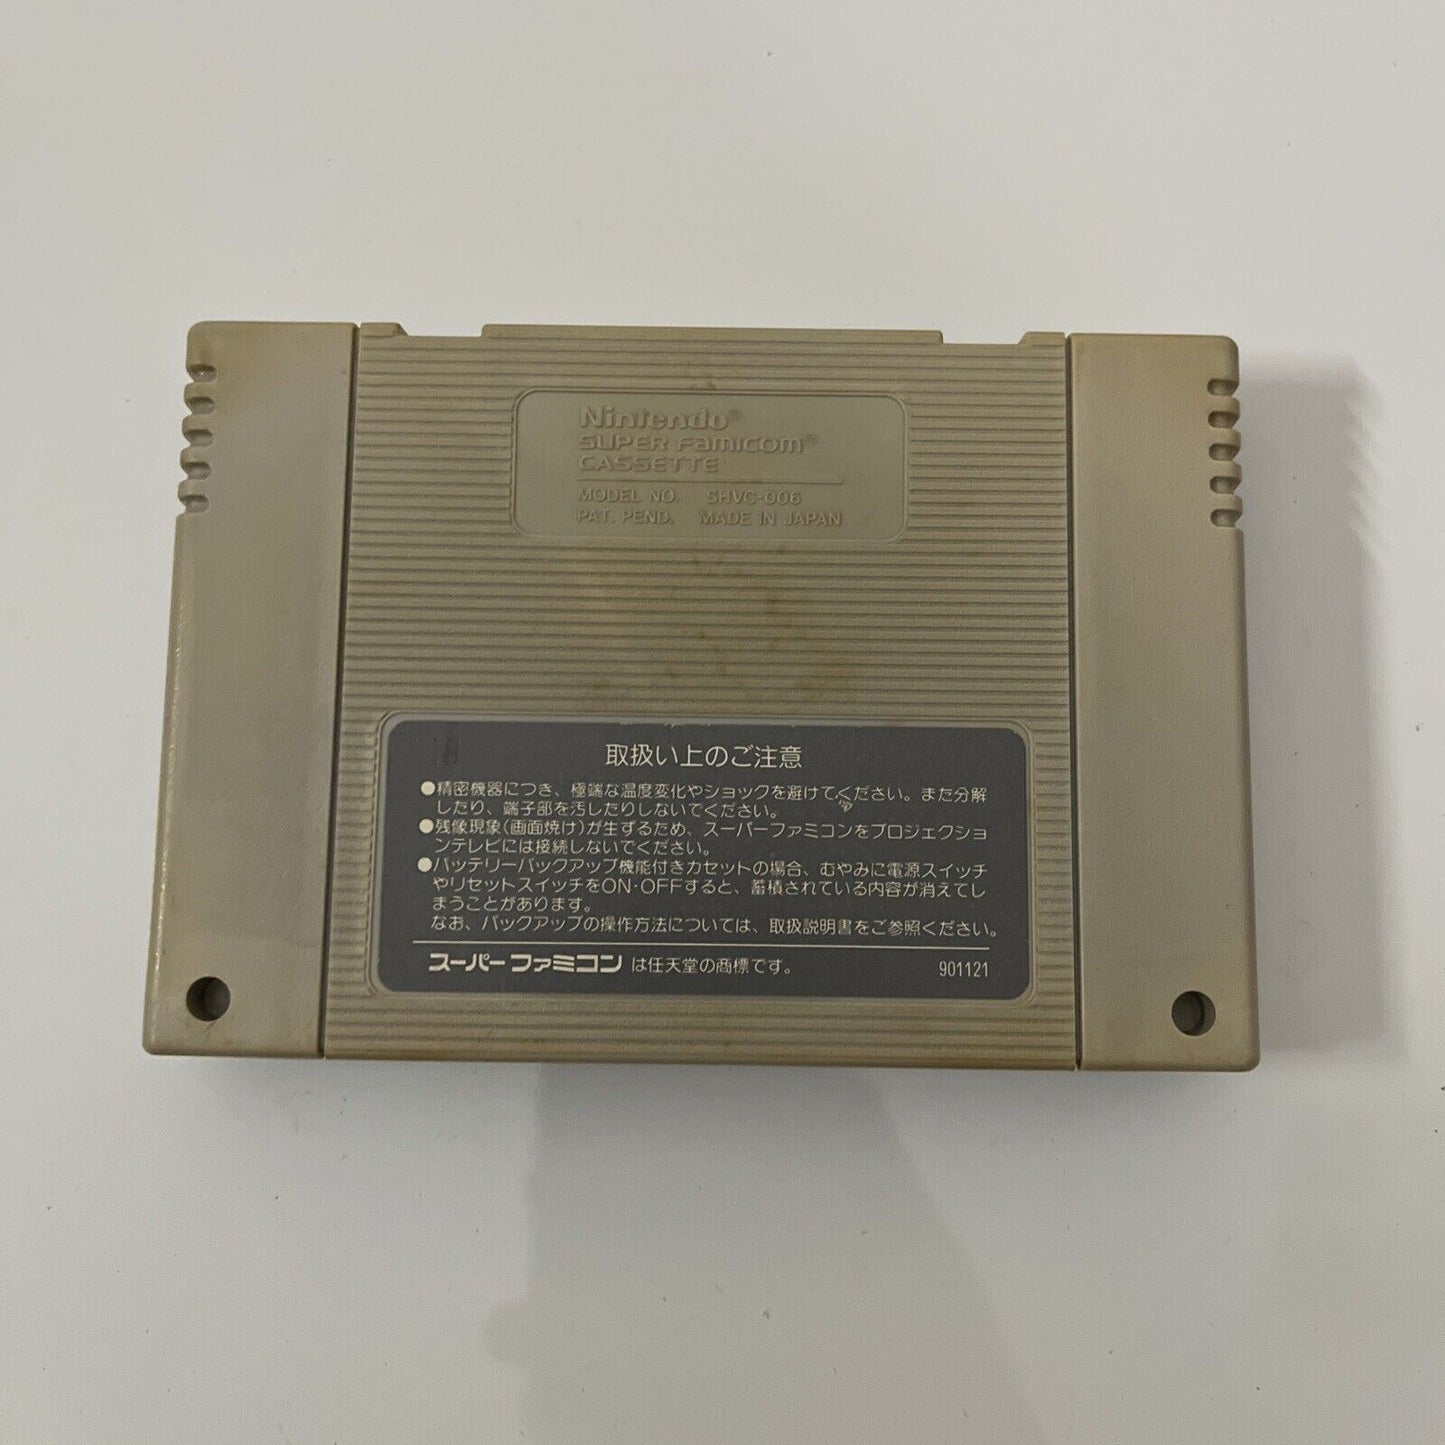 Nintendo®
SUPER Famicom®
CASSETTE
MODEL NO. SHVC-006
PAT. PEND. MADE IN JAPAN
取扱い上のご注意
●精密機器につき、極端な温度変化やショックを避けてください。また分解
したり、端子部を汚したりしないでください。
●残像現象(画面焼け)が生ずるため、スーパーファミコンをプロジェクショ
ンテレビには接続しないでください。
●バッテリーバックアップ機能付きカセットの場合、むやみに電源スイッチ
やリセットスイッチをON・OFFすると、蓄積されている内容が消えてし
まうことがあります。
なお、バックアップの操作方法については、取扱説明書をご参照ください。
スーパーファミコン は任天堂の商標です。 901121